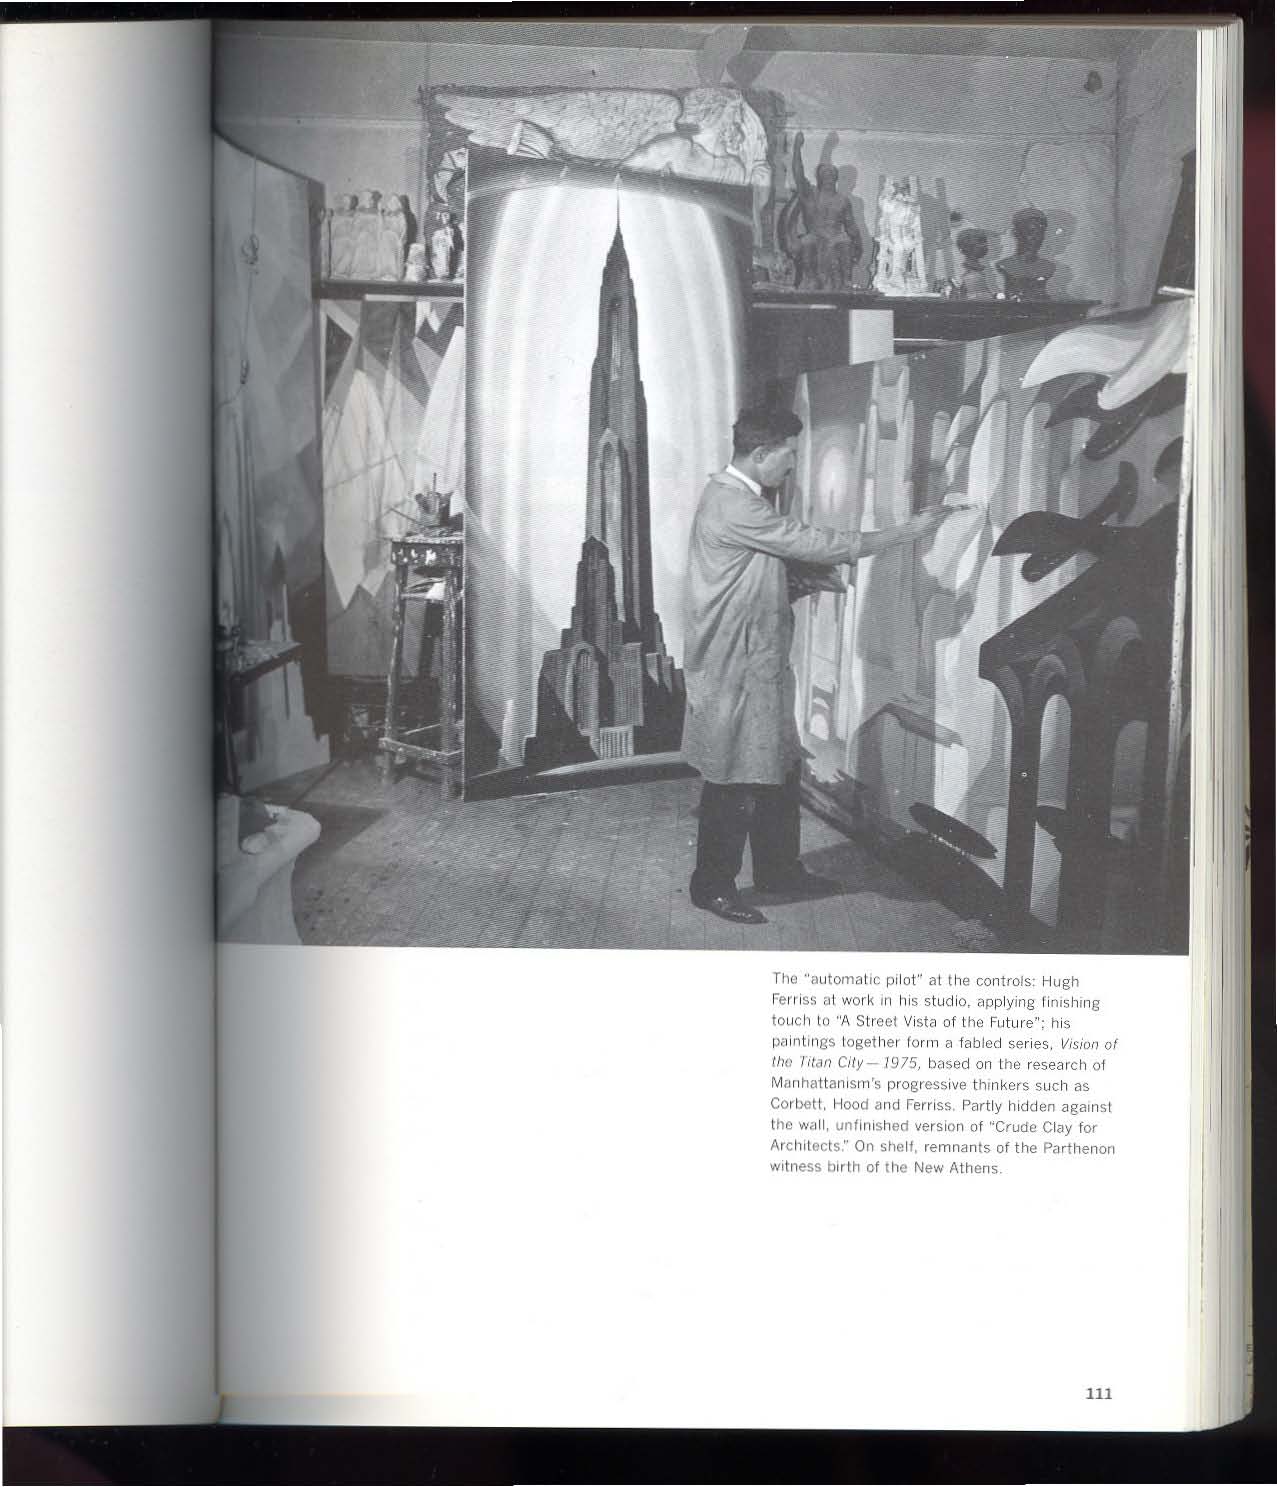 The “automatic pilot” at the controls: Hugh
Ferriss at work in his studio, applying finishing
touch to “A Street Vista of the Future”; his
paintings together form a fabled series, Vision of
the Titan City — 1975, based on the research of
Manhattanism’s progressive thinkers such as
Corbett, Hood and Ferriss. Partly hidden against
the wall, unfinished version of “Crude Clay for
Architects.” On shelf, remnants of the Parthenon
witness birth of the New Athens.
111